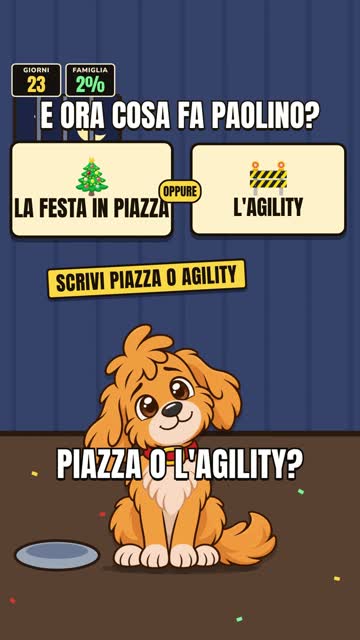 GIORNI
23
FAMIGLIA
2%
E ORA COSA FA PAOLINO?
LA FESTA IN PIAZZA
OPPURE
L'AGILITY
SCRIVI PIAZZA O AGILITY
PIAZZA O L'AGILITY?